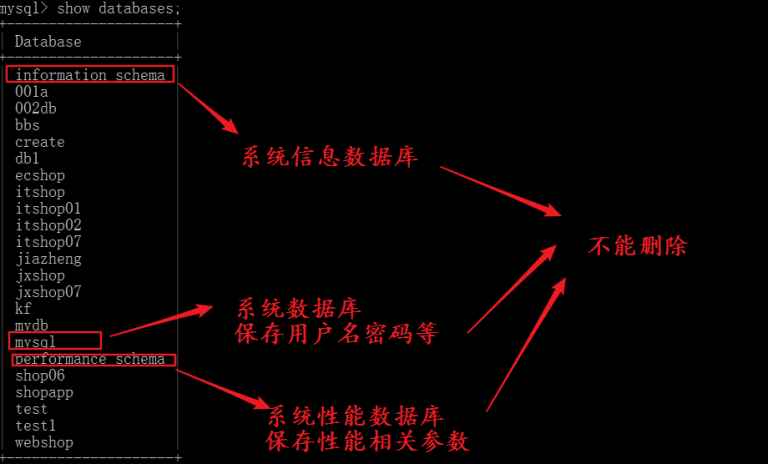 mysql> show databases;
+--------------------+
| Database |
+--------------------+
| information_schema |
| 001a |
| 002db |
| bbs |
| create |
| db1 |
| ecshop |
| itshop |
| itshop01 |
| itshop02 |
| itshop07 |
| jiazheng |
| jxshop |
| jxshop07 |
| kf |
| mydb |
| mysql |
| performance_schema |
| shop06 |
| shopapp |
| test |
| test1 |
| webshop |
+--------------------+
系统信息数据库
不能删除
系统数据库
保存用户名密码等
系统性能数据库
保存性能相关参数